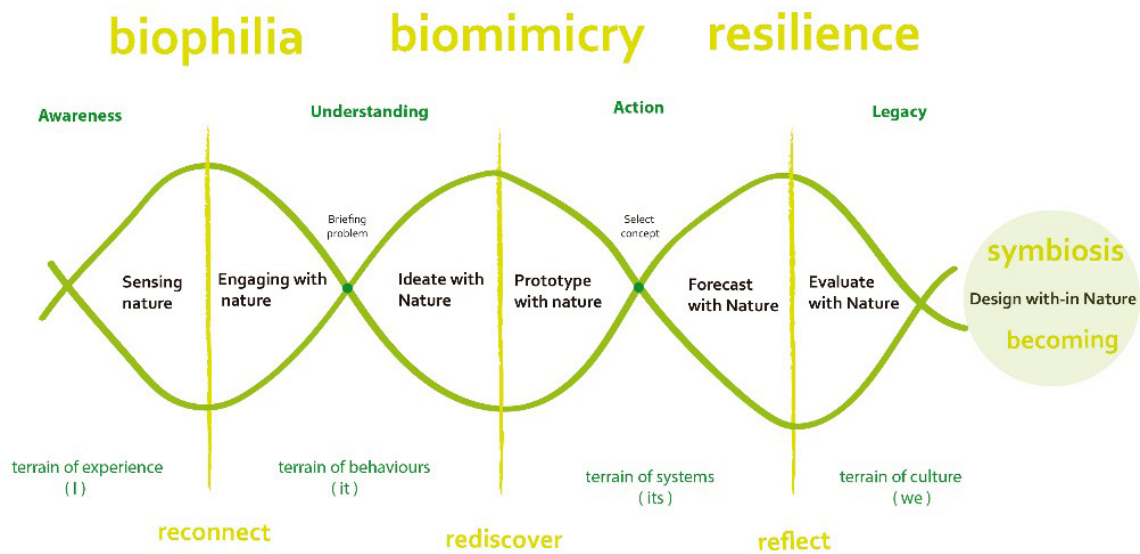 biophilia biomimicry resilience
Awareness Understanding Action Legacy
Briefing
problem
Select
concept
Sensing
nature
Engaging with
nature
Ideate with
Nature
Prototype
with nature
Forecast
with Nature
Evaluate
with Nature
symbiosis
Design with-in Nature
becoming
terrain of experience
( I )
terrain of behaviours
( it )
terrain of systems
( its )
terrain of culture
( we )
reconnect
rediscover
reflect